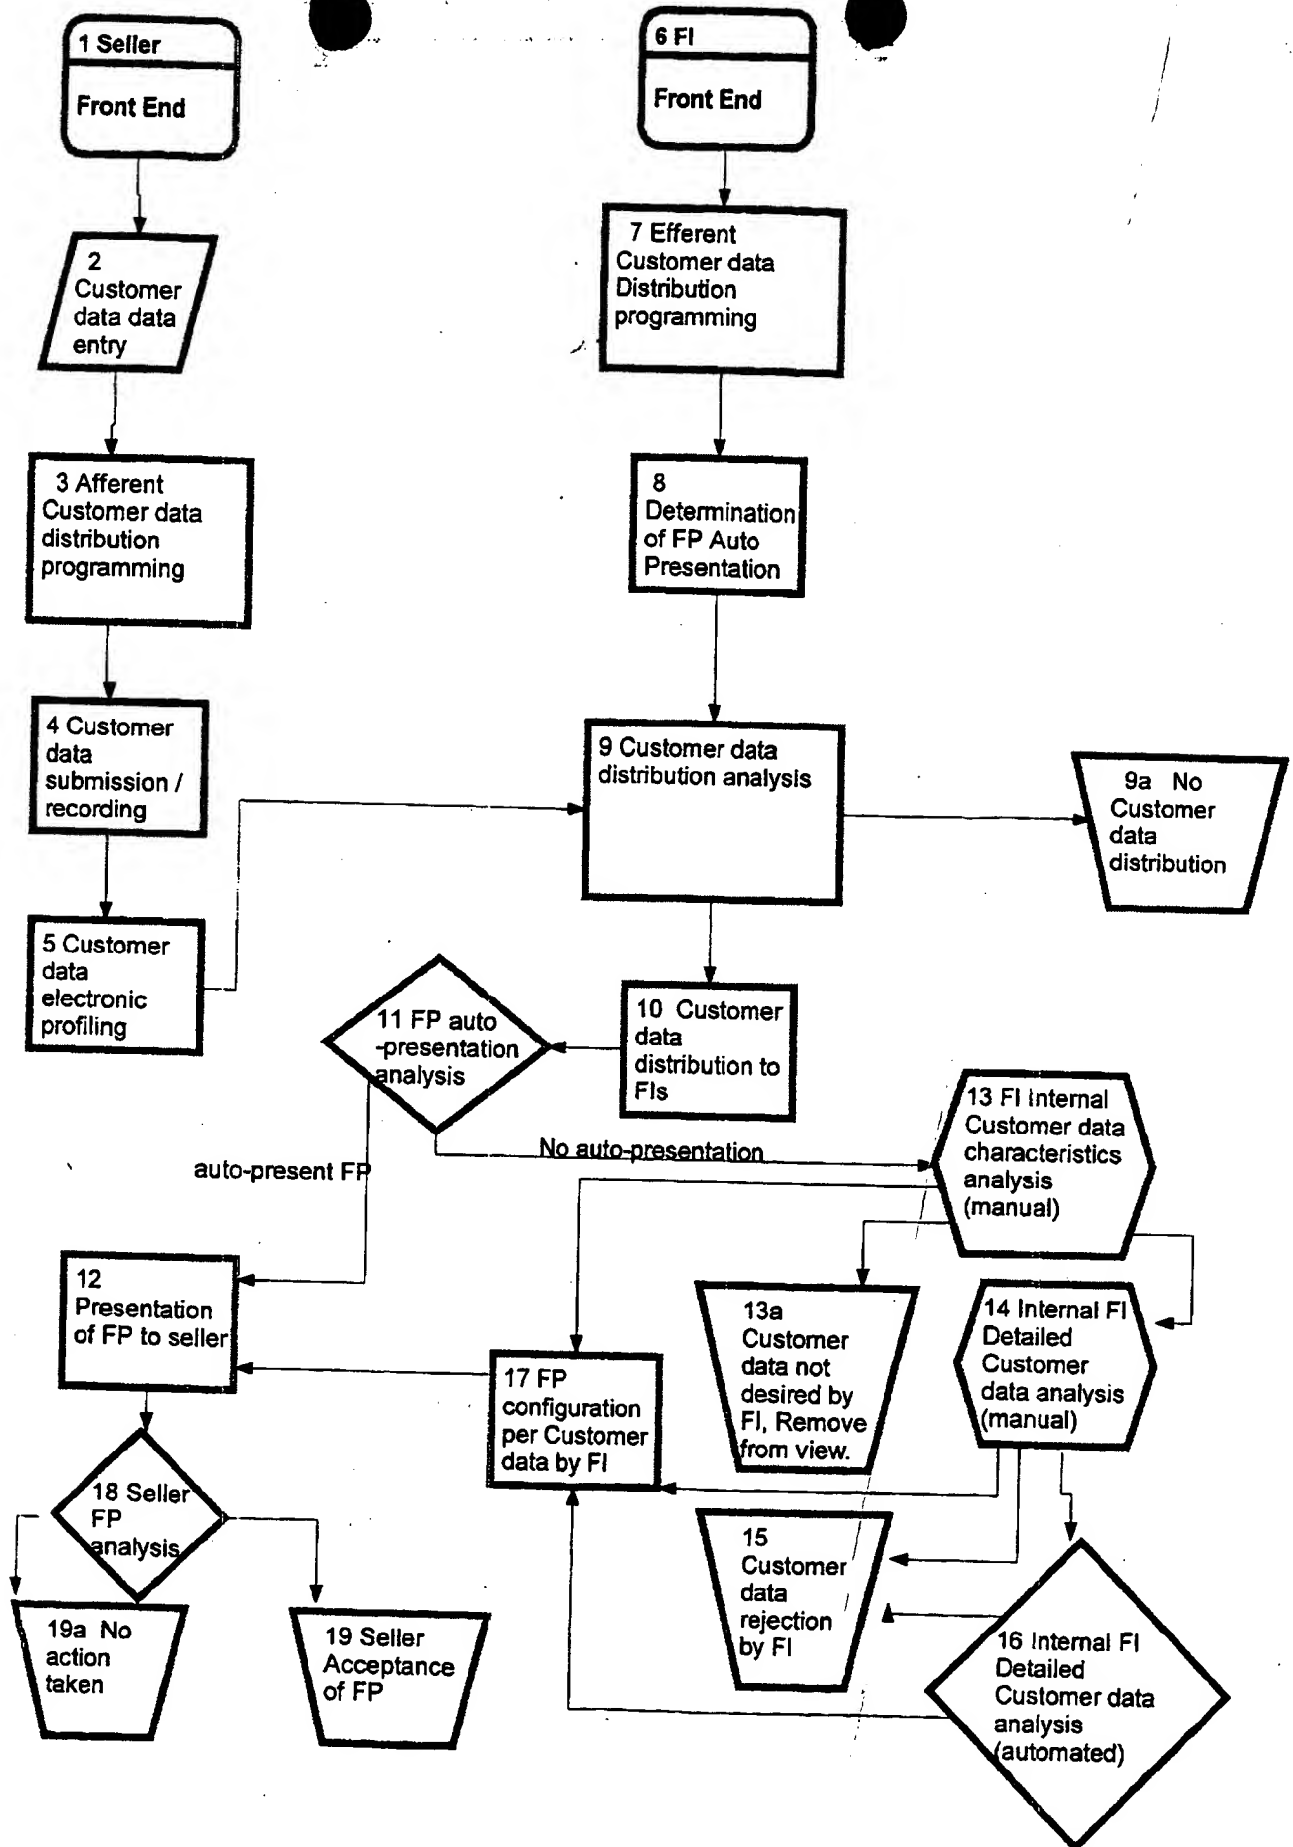 1 Seller
Front End
2
Customer
data data
entry
3 Afferent
Customer data
distribution
programming
4 Customer
data
submission /
recording
5 Customer
data
electronic
profiling
6 FI
Front End
7 Efferent
Customer data
Distribution
programming
8
Determination
of FP Auto
Presentation
9 Customer data
distribution analysis
9a No
Customer
data
distribution
10 Customer
data
distribution to
FIs
11 FP auto
-presentation
analysis
auto-present FP
No auto-presentation
12
Presentation
of FP to seller
13 FI Internal
Customer data
characteristics
analysis
(manual)
13a
Customer
data not
desired by
FI, Remove
from view.
14 Internal FI
Detailed
Customer
data analysis
(manual)
15
Customer
data
rejection
by FI
16 Internal FI
Detailed
Customer data
analysis
(automated)
17 FP
configuration
per Customer
data by FI
18 Seller
FP
analysis
19a No
action
taken
19 Seller
Acceptance
of FP